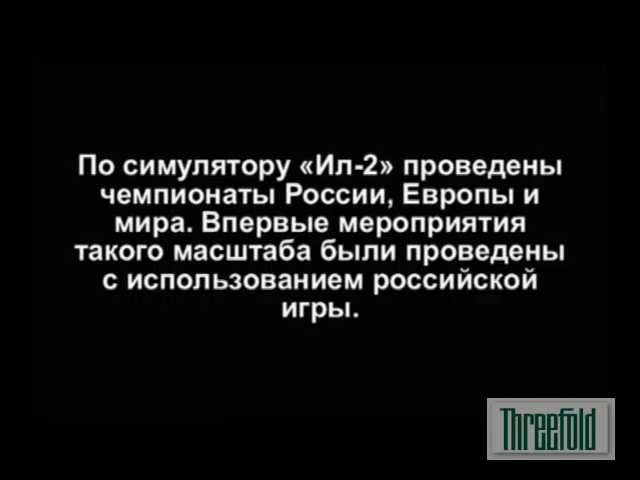 По симулятору «Ил-2» проведены
чемпионаты России, Европы и
мира. Впервые мероприятия
такого масштаба были проведены
с использованием российской
игры.
Threefold